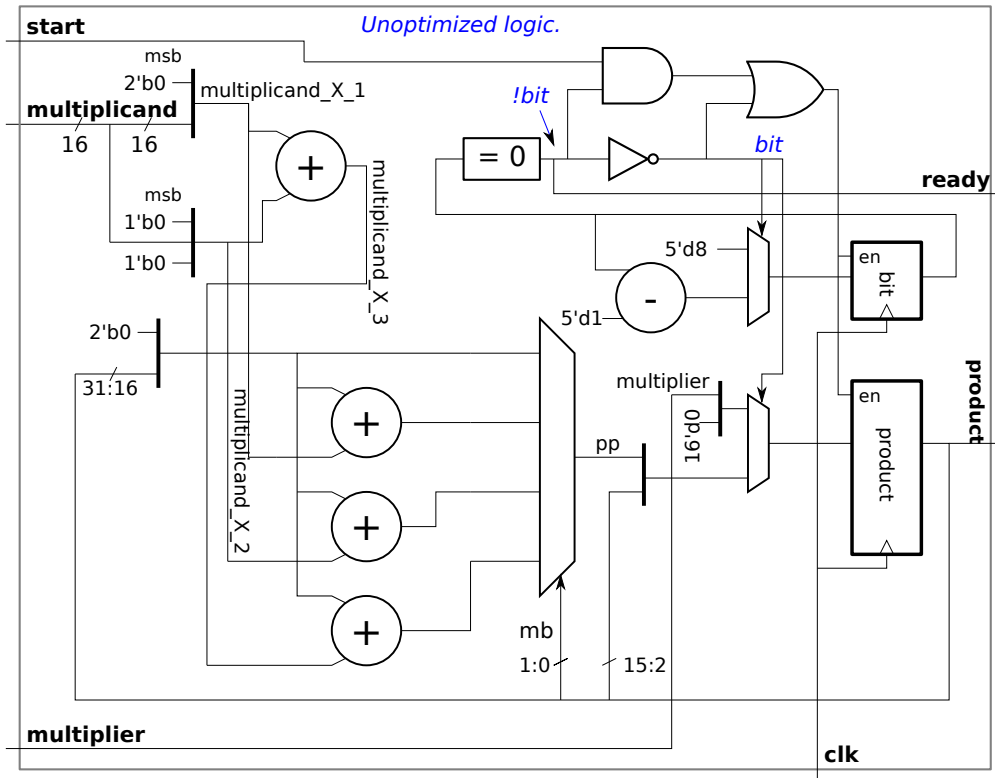 start
Unoptimized logic.
msb
2'b0
multiplicand_X_1
multiplicand
16
16
!bit
= 0
bit
ready
+
multiplicand_X_3
msb
1'b0
1'b0
5'd8
en
bit
-
5'd1
2'b0
31:16
multiplier
16'd0
en
product
product
multiplicand_X_2
+
pp
+
+
mb
1:0
15:2
multiplier
clk